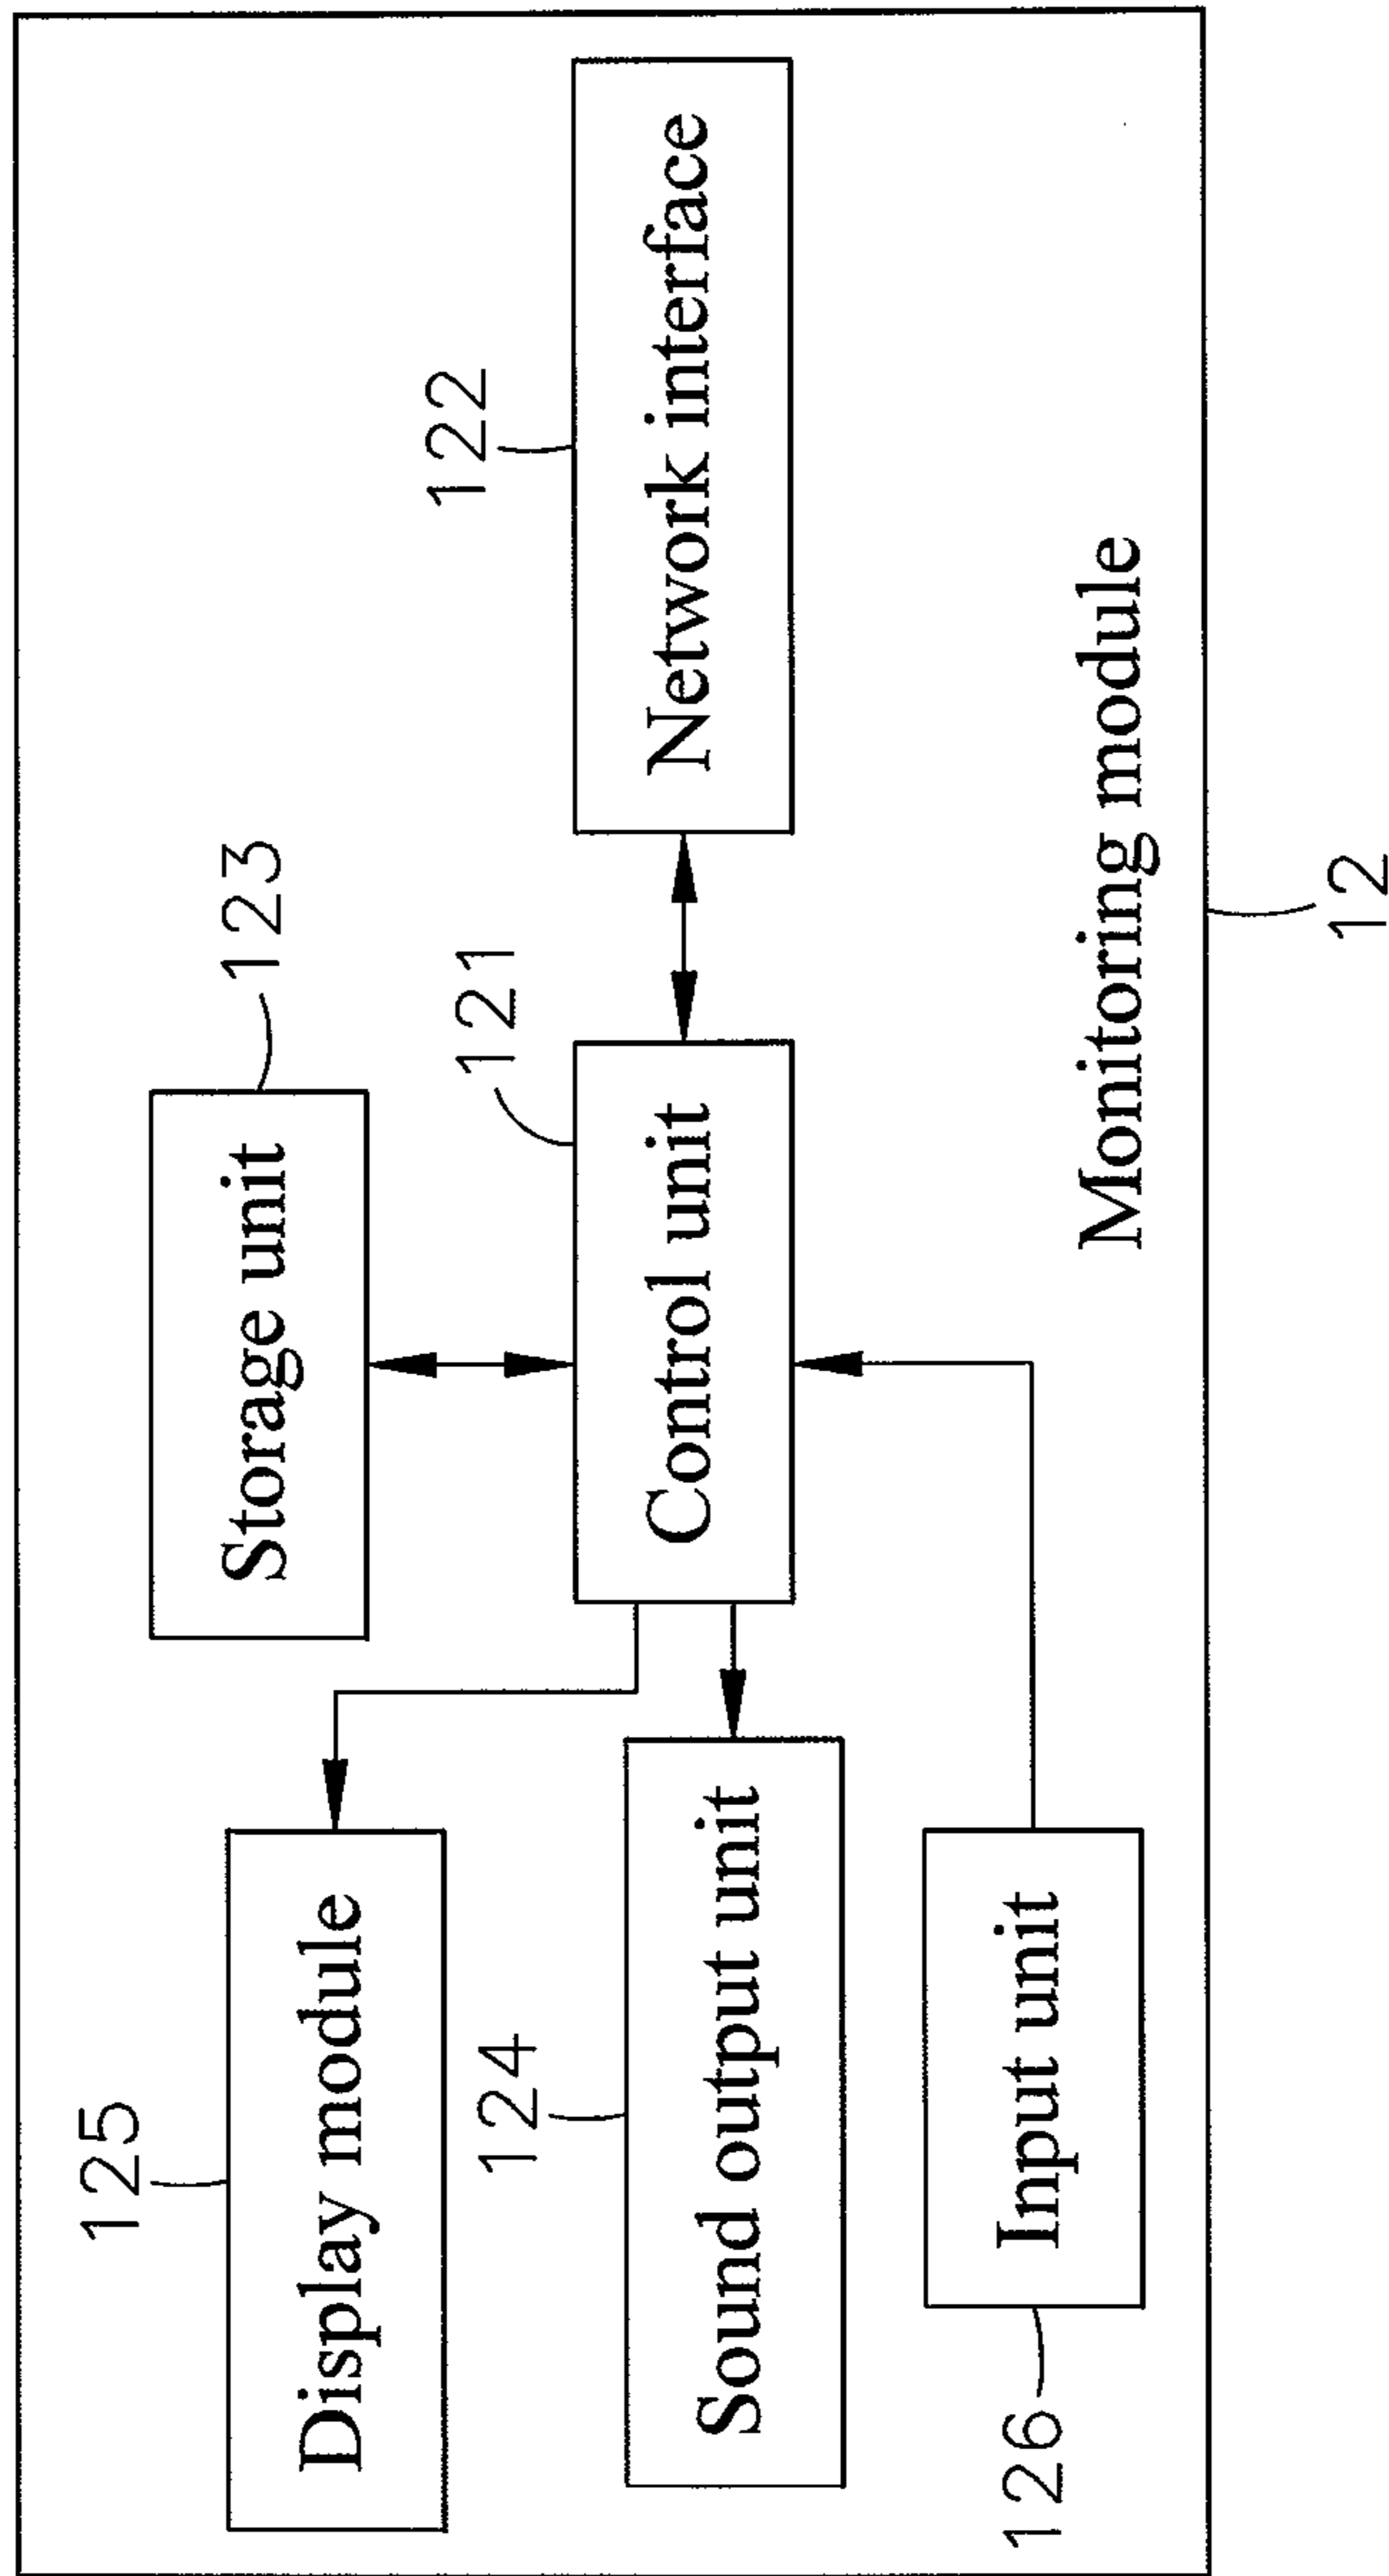 123
Storage unit
125
Display module
121
Control unit
122
Network interface
124
Sound output unit
126
Input unit
Monitoring module
12